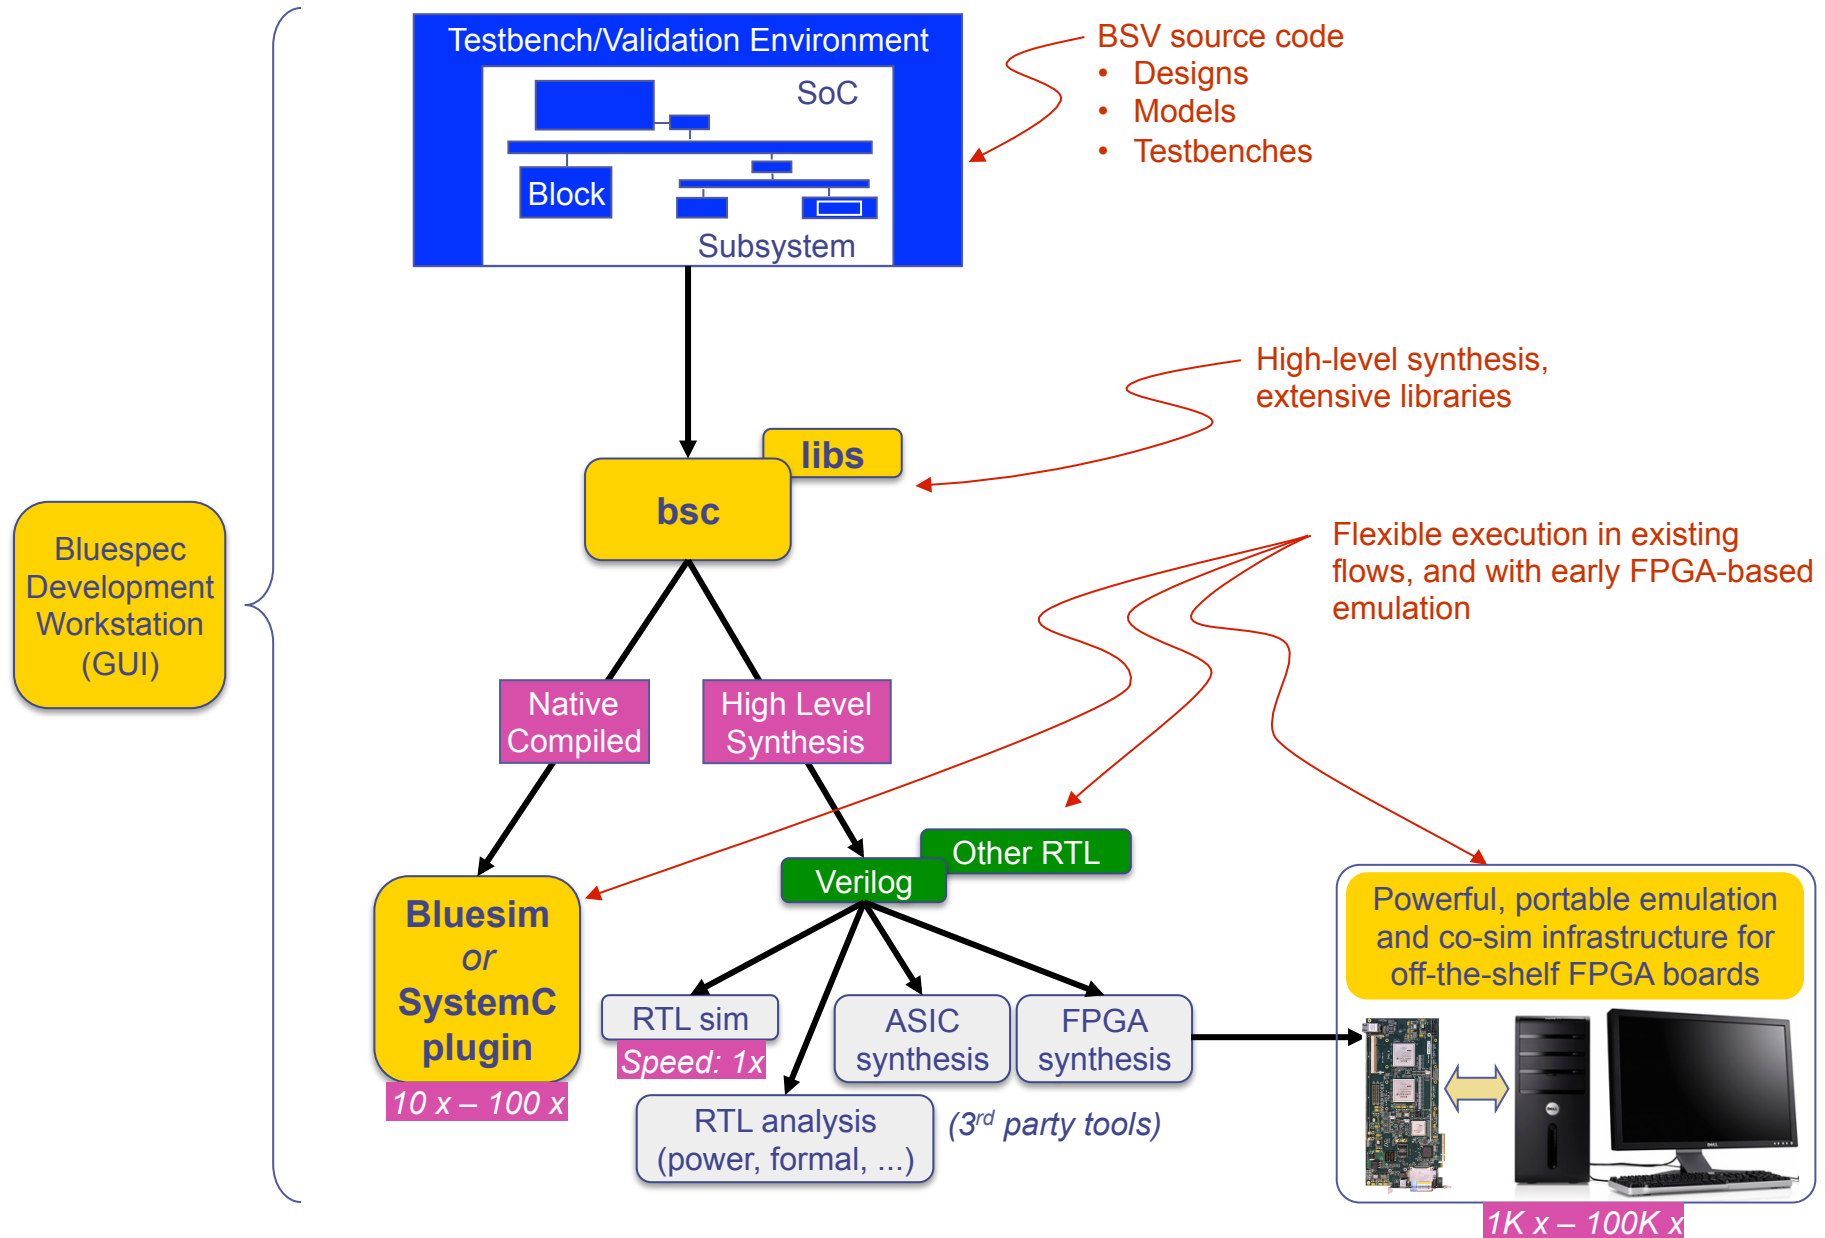 Testbench/Validation Environment
SoC
Block
Subsystem
BSV source code
• Designs
• Models
• Testbenches
High-level synthesis,
extensive libraries
libs
bsc
Bluespec
Development
Workstation
(GUI)
Flexible execution in existing
flows, and with early FPGA-based
emulation
Native
Compiled
High Level
Synthesis
Other RTL
Verilog
Bluesim
or
SystemC
plugin
10 x – 100 x
RTL sim
Speed: 1x
ASIC
synthesis
FPGA
synthesis
RTL analysis
(power, formal, ...)
(3rd party tools)
Powerful, portable emulation
and co-sim infrastructure for
off-the-shelf FPGA boards
1K x – 100K x